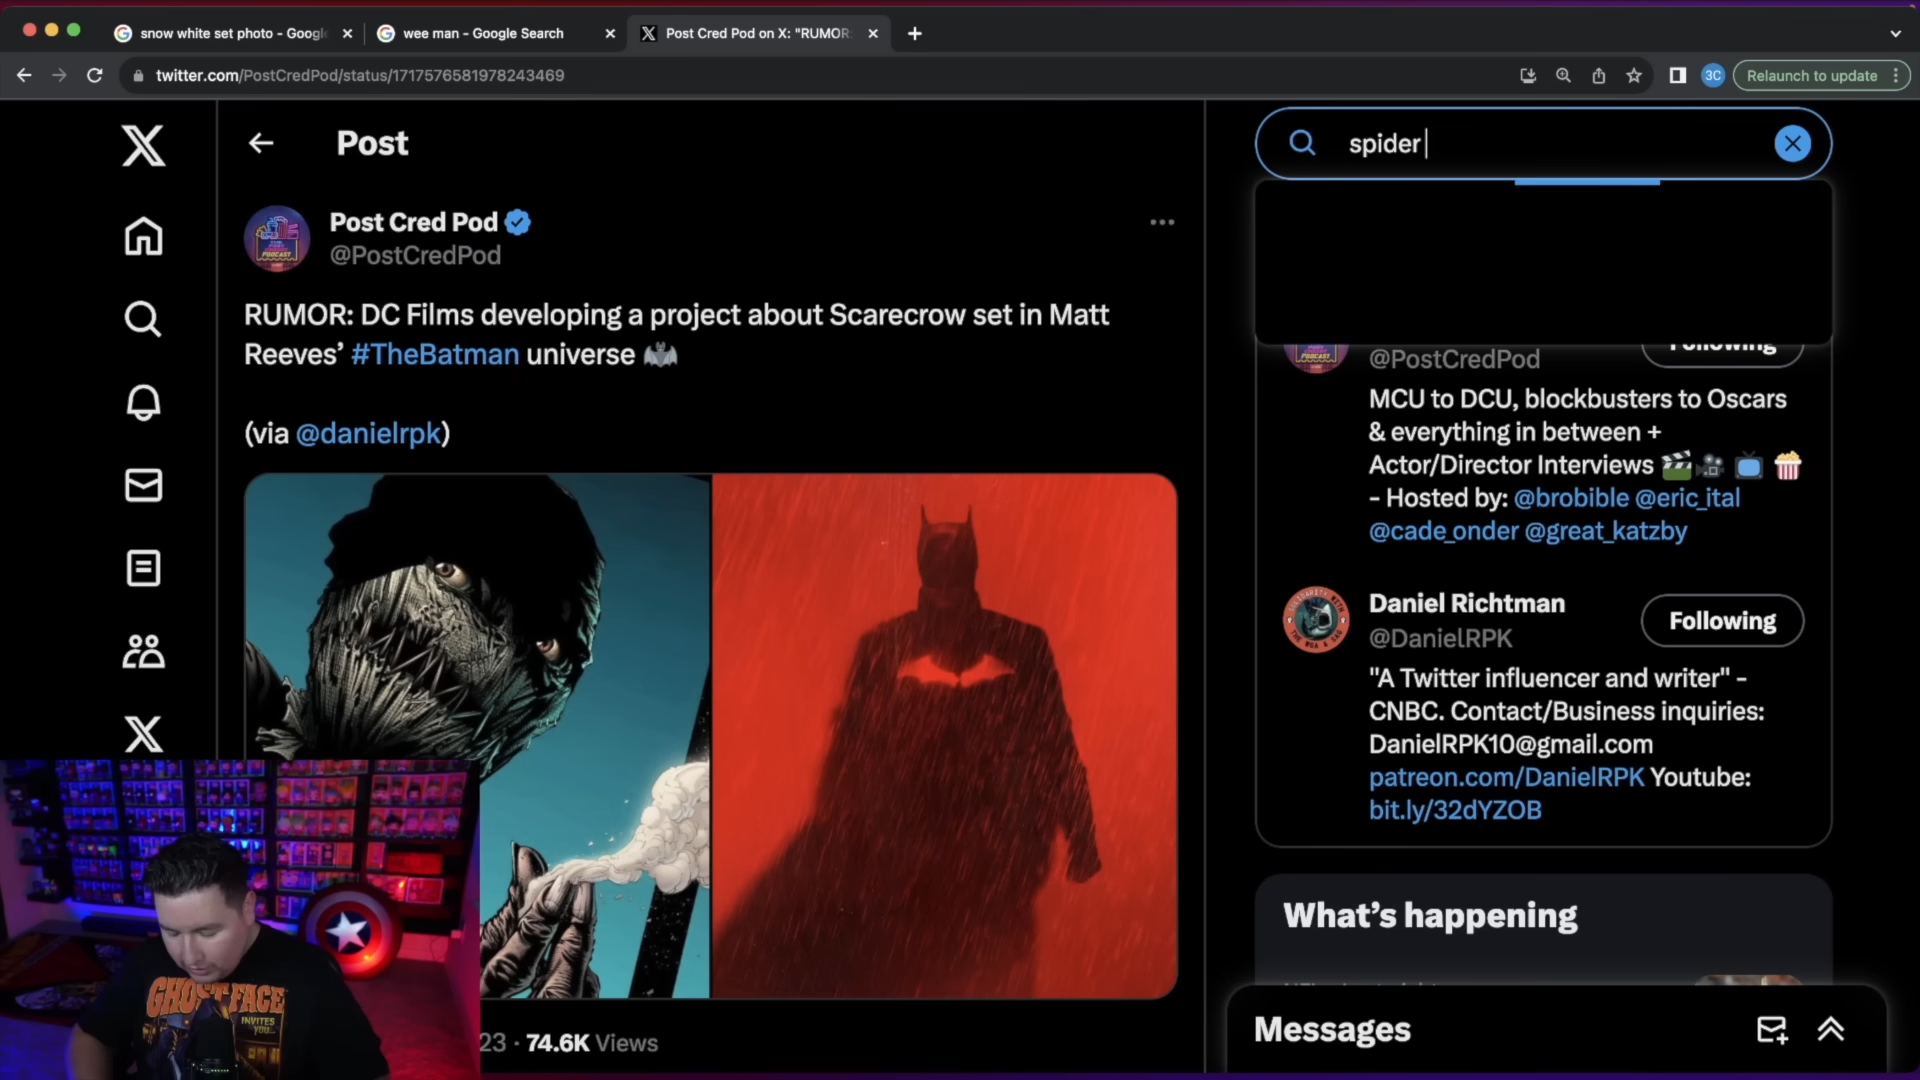 snow white set photo - Googl
wee man - Google Search
Post Cred Pod on X: "RUMOR:
twitter.com/PostCredPod/status/1717576581978243469
3C
Relaunch to update
Post
spider
Post Cred Pod
@PostCredPod
RUMOR: DC Films developing a project about Scarecrow set in Matt
Reeves' #TheBatman universe
(via @danielrpk)
23 · 74.6K Views
@PostCredPod
Following
MCU to DCU, blockbusters to Oscars
& everything in between +
Actor/Director Interviews
- Hosted by: @brobible @eric_ital
@cade_onder @great_katzby
Daniel Richtman
@DanielRPK
Following
"A Twitter influencer and writer" -
CNBC. Contact/Business inquiries:
DanielRPK10@gmail.com
patreon.com/DanielRPK Youtube:
bit.ly/32dYZOB
What's happening
Messages
GHOST FACE
INVITES
YOU...